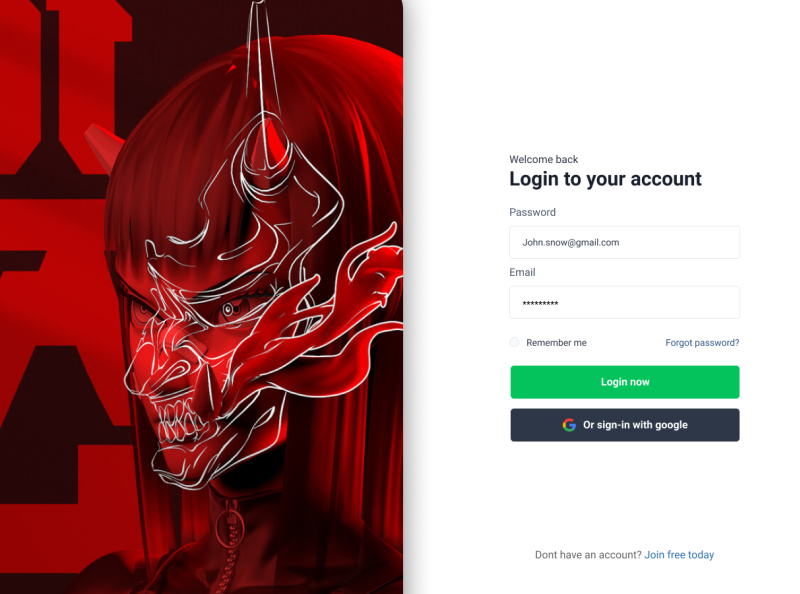 Welcome back
Login to your account
Password
John.snow@gmail.com
Email
*********
Remember me
Forgot password?
Login now
Or sign-in with google
Dont have an account? Join free today